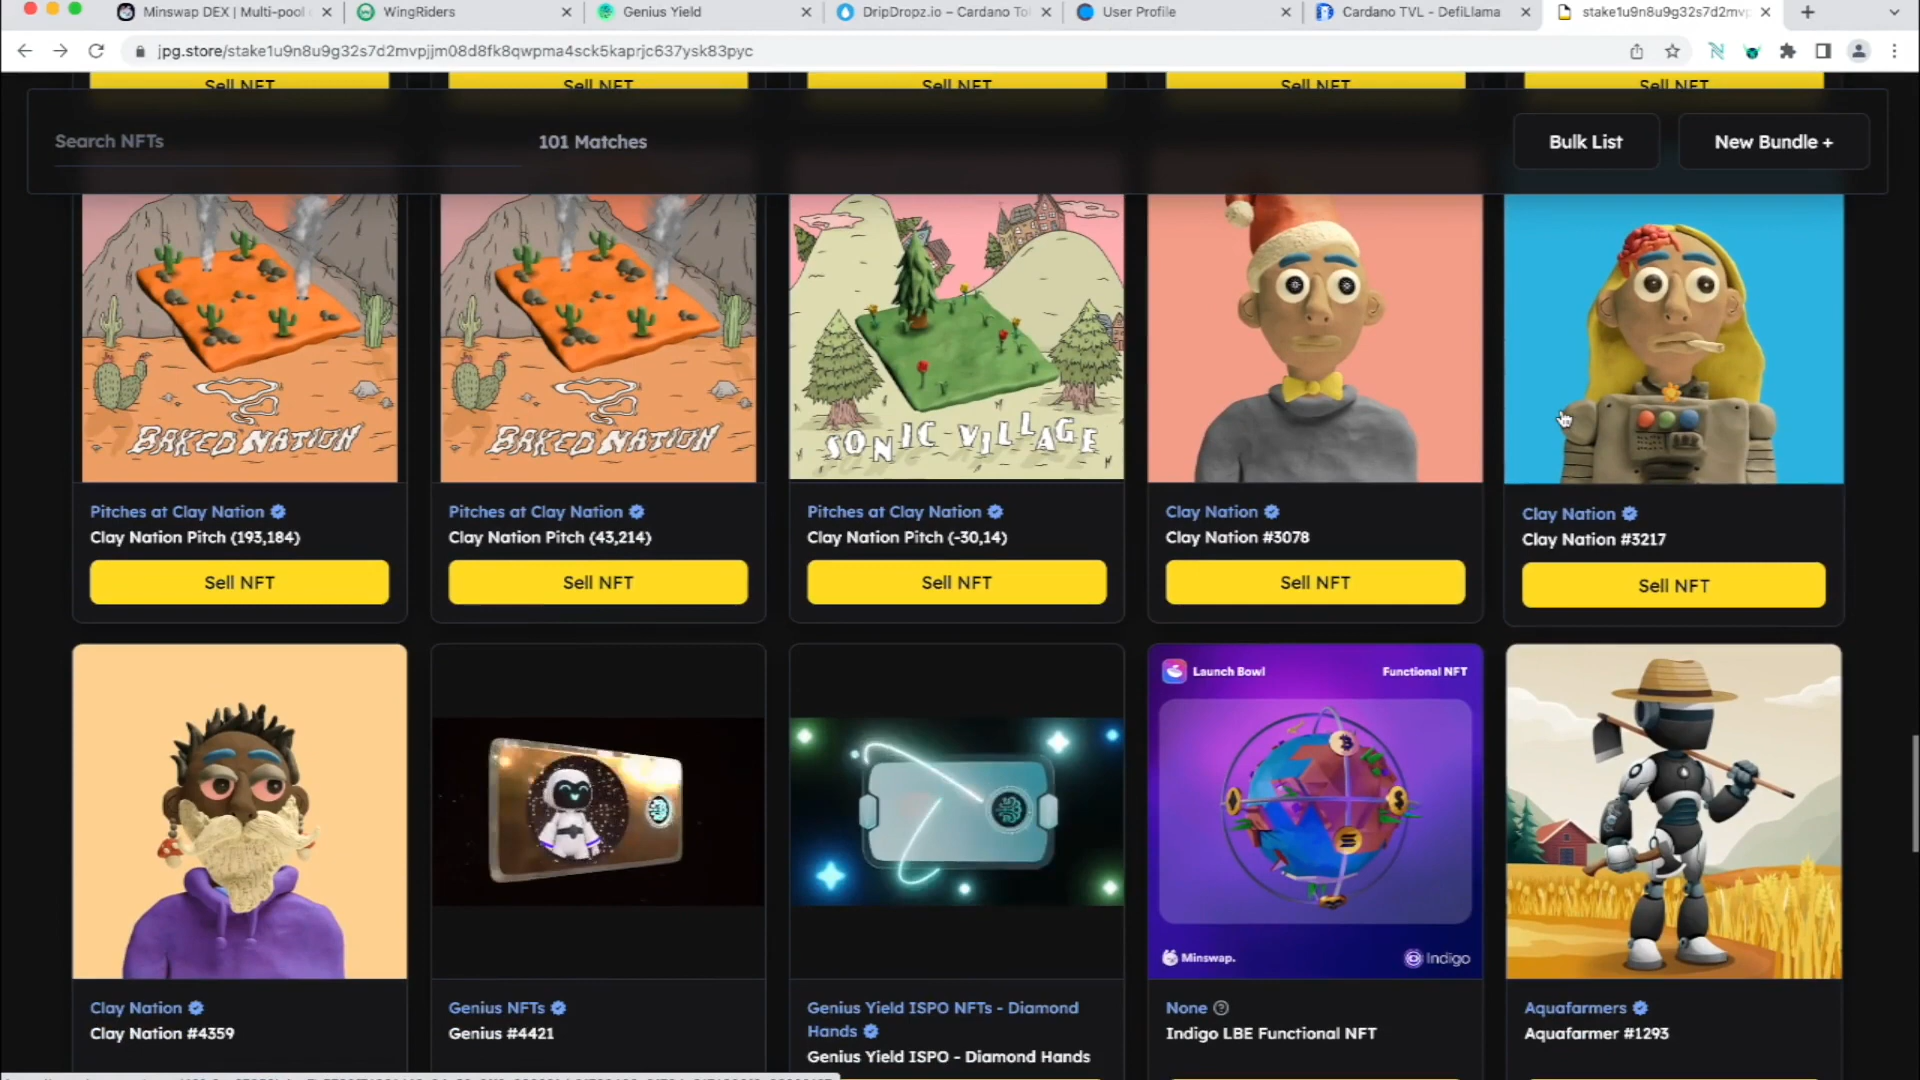 Minswap DEX | Multi-pool
WingRiders
Genius Yield
DripDropz.io – Cardano To
User Profile
Cardano TVL - DefiLlama
stake1u9n8u9g32s7d2mvp
jpg.store/stake1u9n8u9g32s7d2mvpjjm08d8fk8qwpma4sck5kaprjc637ysk83pyc
Sell NFT
Sell NFT
Sell NFT
Sell NFT
Sell NFT
Search NFTs
101 Matches
Bulk List
New Bundle +
BAKED NATION
BAKED NATION
SONIC-VILLAGE
Pitches at Clay Nation
Clay Nation Pitch (193,184)
Sell NFT
Pitches at Clay Nation
Clay Nation Pitch (43,214)
Sell NFT
Pitches at Clay Nation
Clay Nation Pitch (-30,14)
Sell NFT
Clay Nation
Clay Nation #3078
Sell NFT
Clay Nation
Clay Nation #3217
Sell NFT
Launch Bowl
Functional NFT
Minswap.
Indigo
Clay Nation
Clay Nation #4359
Genius NFTs
Genius #4421
Genius Yield ISPO NFTs - Diamond
Hands
Genius Yield ISPO - Diamond Hands
None
Indigo LBE Functional NFT
Aquafarmers
Aquafarmer #1293